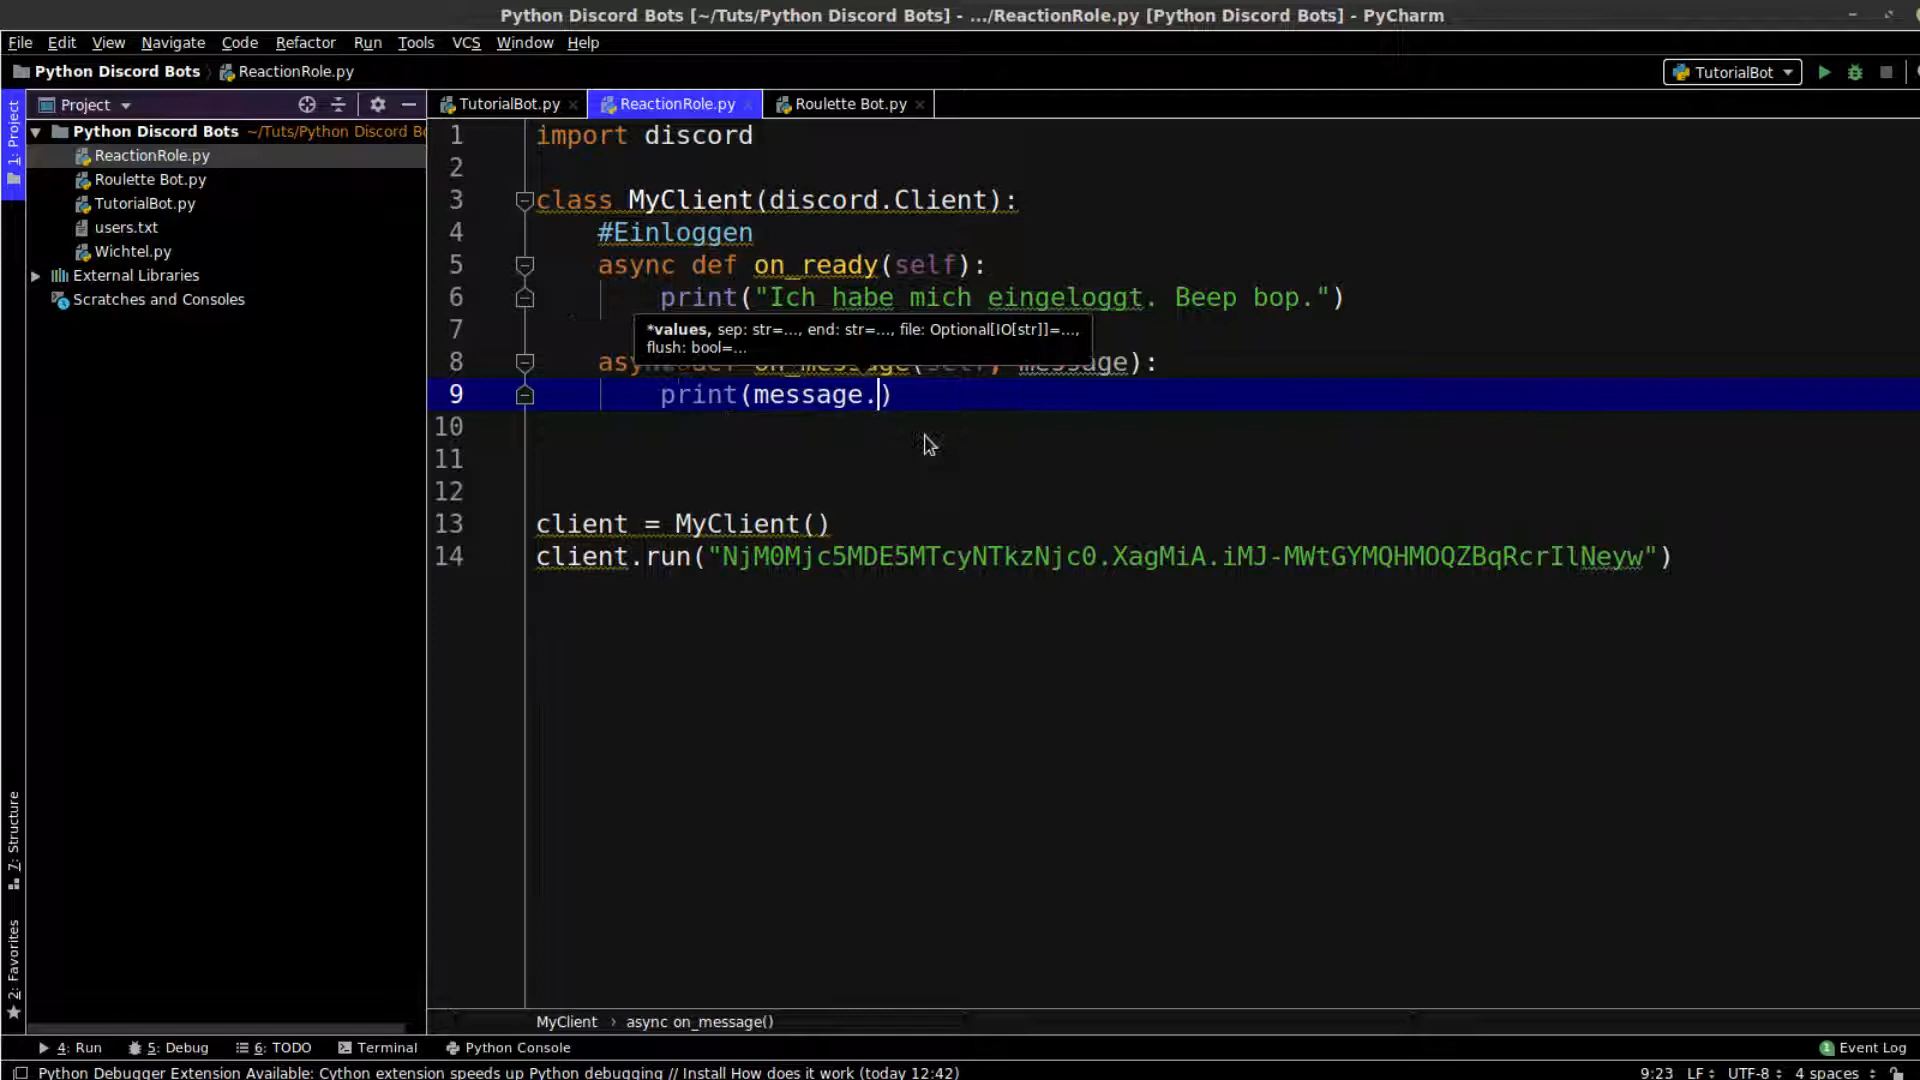 Python Discord Bots [~/Tuts/Python Discord Bots] - .../ReactionRole.py [Python Discord Bots] - PyCharm
File Edit View Navigate Code Refactor Run Tools VCS Window Help
Python Discord Bots ReactionRole.py TutorialBot
1: Project
Project TutorialBot.py ReactionRole.py Roulette Bot.py
Python Discord Bots ~/Tuts/Python Discord Bo
ReactionRole.py
Roulette Bot.py
TutorialBot.py
users.txt
Wichtel.py
External Libraries
Scratches and Consoles
1 import discord
2
3 class MyClient(discord.Client):
4 #Einloggen
5 async def on_ready(self):
6 print("Ich habe mich eingeloggt. Beep bop.")
7
*values, sep: str=..., end: str=..., file: Optional[IO[str]]=...,
flush: bool=...
8 async def on_message(self, message):
9 print(message.)
10
11
12
13 client = MyClient()
14 client.run("NjM0Mjc5MDE5MTcyNTkzNjc0.XagMiA.iMJ-MWtGYMQHMOQZBqRcrIlNeyw")
7: Structure
2: Favorites
MyClient › async on_message()
4: Run 5: Debug 6: TODO Terminal Python Console 1 Event Log
Python Debugger Extension Available: Cython extension speeds up Python debugging // Install How does it work (today 12:42) 9:23 LF UTF-8 4 spaces